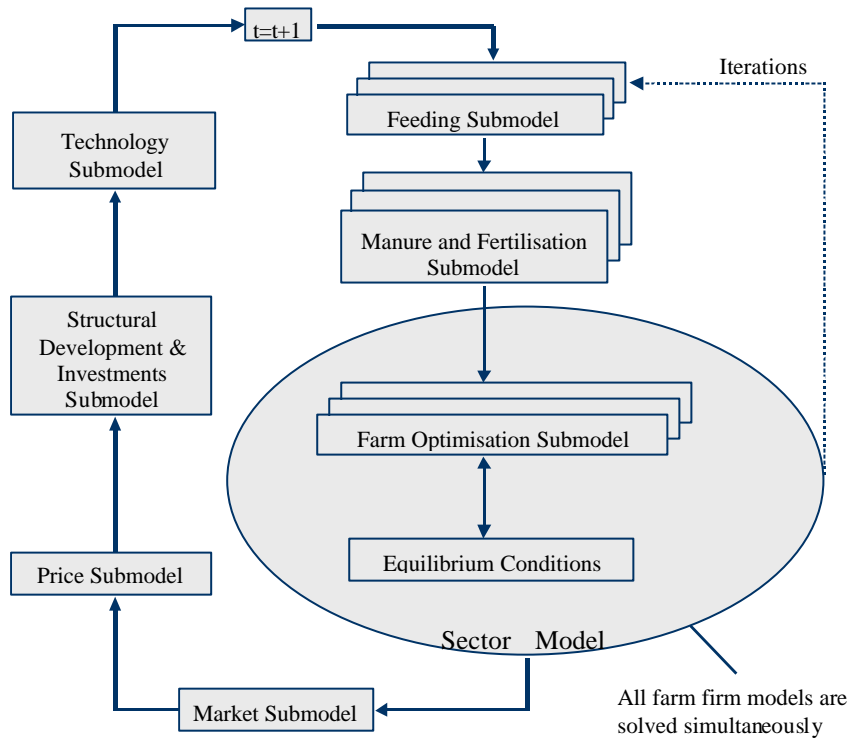 t=t+1
Iterations
Feeding Submodel
Technology
Submodel
Manure and Fertilisation
Submodel
Structural
Development &
Investments
Submodel
Farm Optimisation Submodel
Price Submodel
Equilibrium Conditions
Sector Model
Market Submodel
All farm firm models are
solved simultaneously